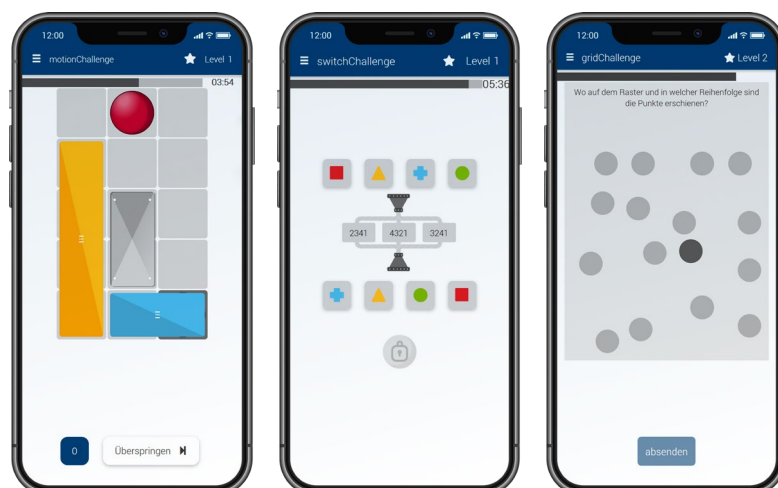 12:00
motionChallenge Level 1
03:54
0 Überspringen
12:00
switchChallenge Level 1
05:36
2341 4321 3241
12:00
gridChallenge Level 2
Wo auf dem Raster und in welcher Reihenfolge sind
die Punkte erschienen?
absenden